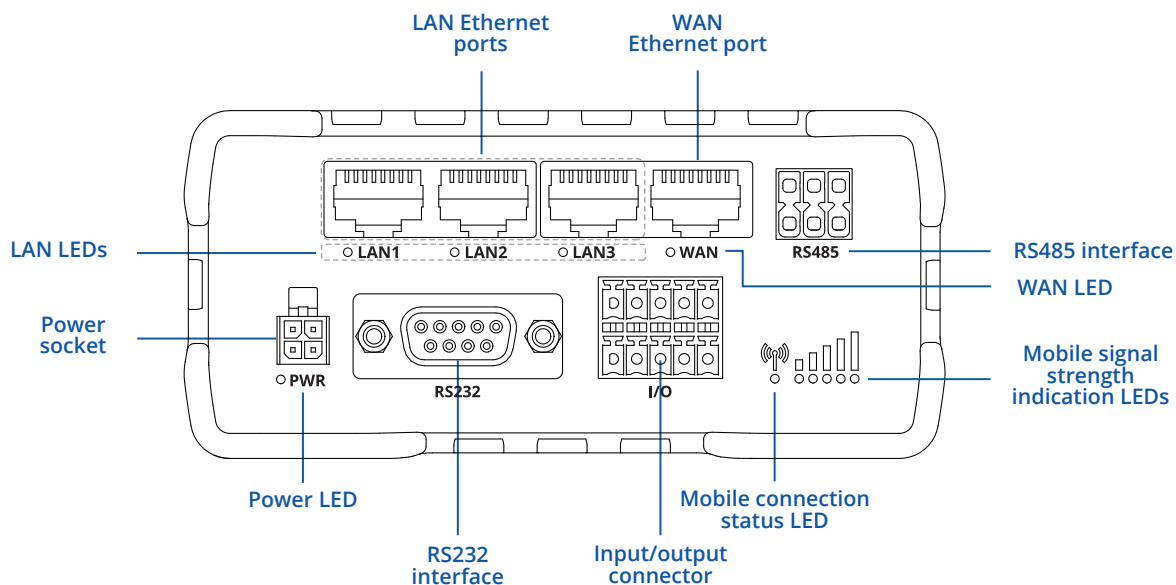 LAN Ethernet
ports
WAN
Ethernet port
LAN LEDs
LAN1
LAN2
LAN3
WAN
RS485
RS485 interface
WAN LED
Power
socket
PWR
RS232
I/O
Mobile signal
strength
indication LEDs
Power LED
Mobile connection
status LED
RS232
interface
Input/output
connector